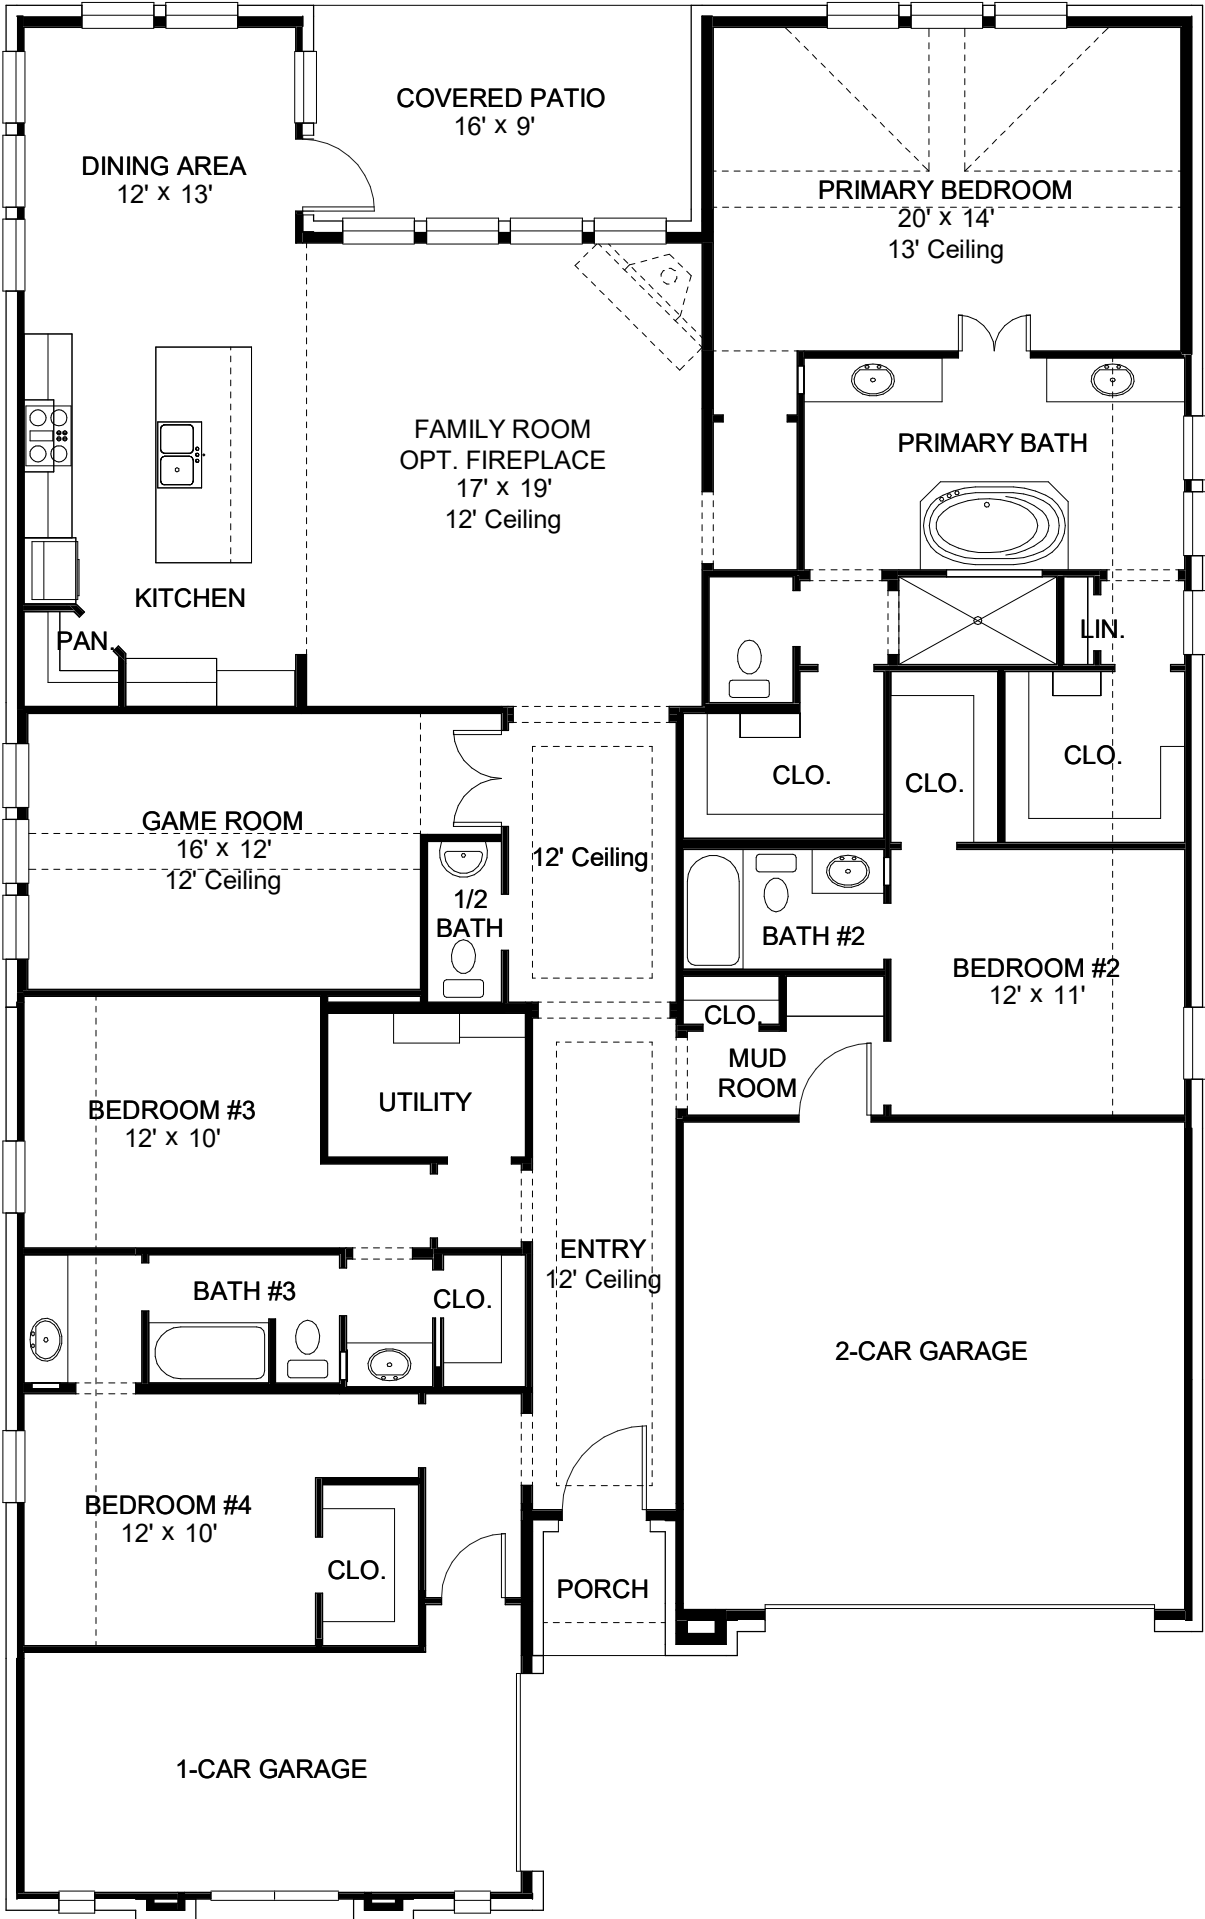 COVERED PATIO
16' x 9'
DINING AREA
12' x 13'
PRIMARY BEDROOM
20' x 14'
13' Ceiling
FAMILY ROOM
OPT. FIREPLACE
17' x 19'
12' Ceiling
PRIMARY BATH
KITCHEN
PAN.
LIN.
CLO.
CLO.
CLO.
GAME ROOM
16' x 12'
12' Ceiling
12' Ceiling
1/2
BATH
BATH #2
BEDROOM #2
12' x 11'
CLO.
MUD
ROOM
BEDROOM #3
12' x 10'
UTILITY
ENTRY
12' Ceiling
BATH #3
CLO.
2-CAR GARAGE
BEDROOM #4
12' x 10'
CLO.
PORCH
1-CAR GARAGE